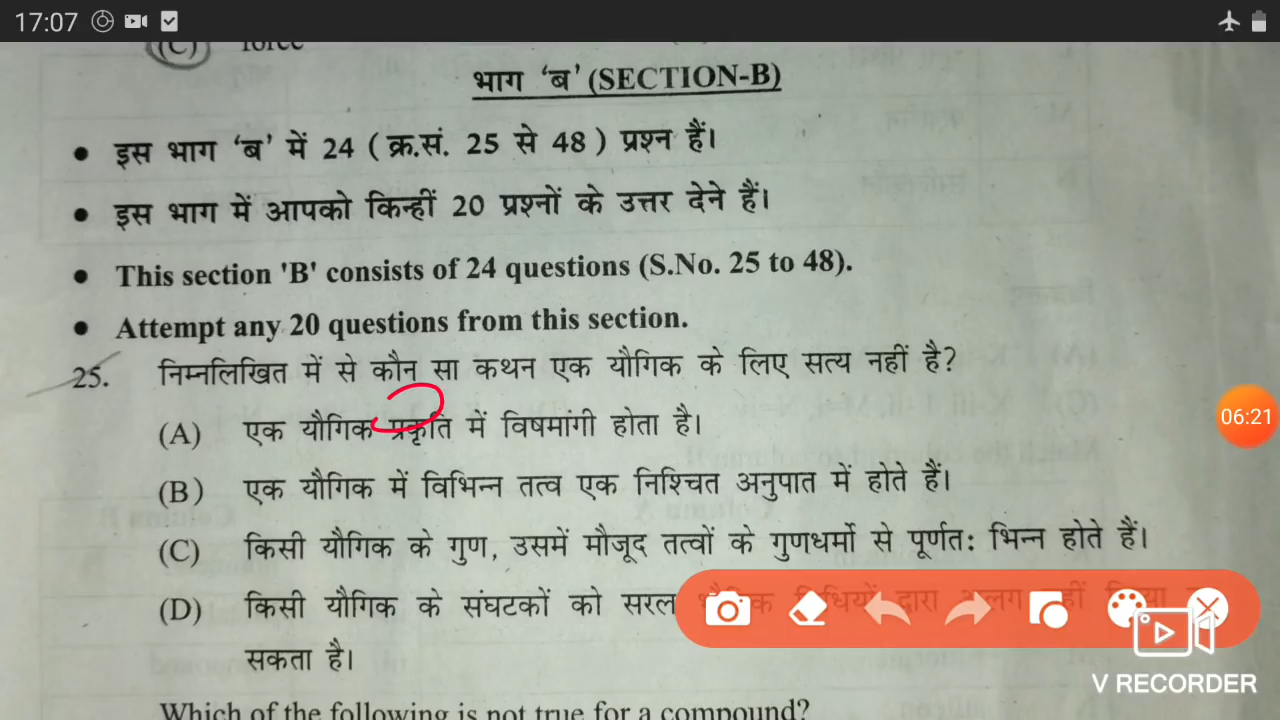 17:07
(C) force
भाग ‘ब’ (SECTION-B)
• इस भाग ‘ब’ में 24 ( क्र.सं. 25 से 48 ) प्रश्न हैं।
• इस भाग में आपको किन्हीं 20 प्रश्नों के उत्तर देने हैं।
• This section 'B' consists of 24 questions (S.No. 25 to 48).
• Attempt any 20 questions from this section.
25. निम्नलिखित में से कौन सा कथन एक यौगिक के लिए सत्य नहीं है?
(A) एक यौगिक प्रकृति में विषमांगी होता है।
06:21
(B) एक यौगिक में विभिन्न तत्व एक निश्चित अनुपात में होते हैं।
(C) किसी यौगिक के गुण, उसमें मौजूद तत्वों के गुणधर्मो से पूर्णत: भिन्न होते हैं।
(D) किसी यौगिक के संघटकों को सरल भौतिक विधियों द्वारा अलग नहीं किया
सकता है।
V RECORDER
Which of the following is not true for a compound?